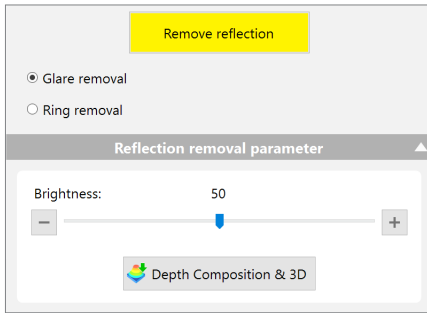 Remove reflection
Glare removal
Ring removal
Reflection removal parameter
Brightness: 50
Depth Composition & 3D